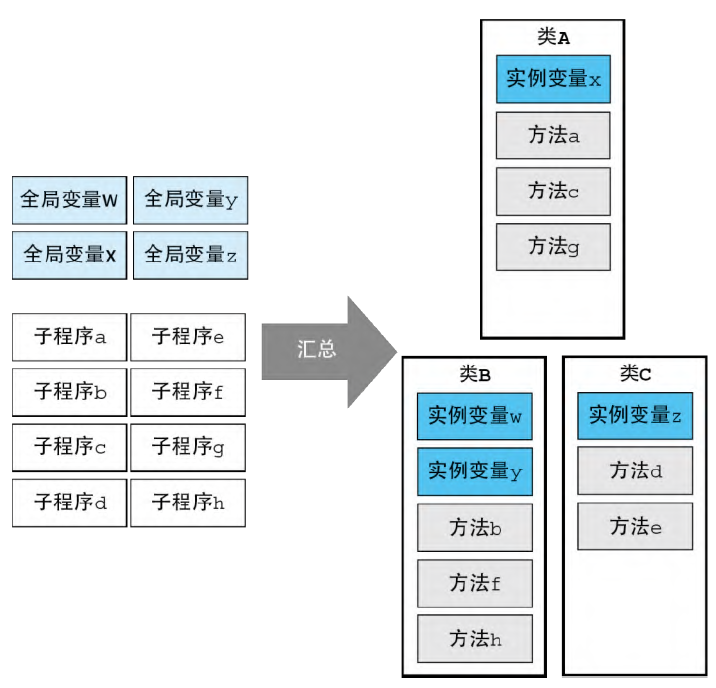 全局变量w 全局变量y
全局变量x 全局变量z
子程序a 子程序e
子程序b 子程序f
子程序c 子程序g
子程序d 子程序h
汇总
类A
实例变量x
方法a
方法c
方法g
类B
实例变量w
实例变量y
方法b
方法f
方法h
类C
实例变量z
方法d
方法e